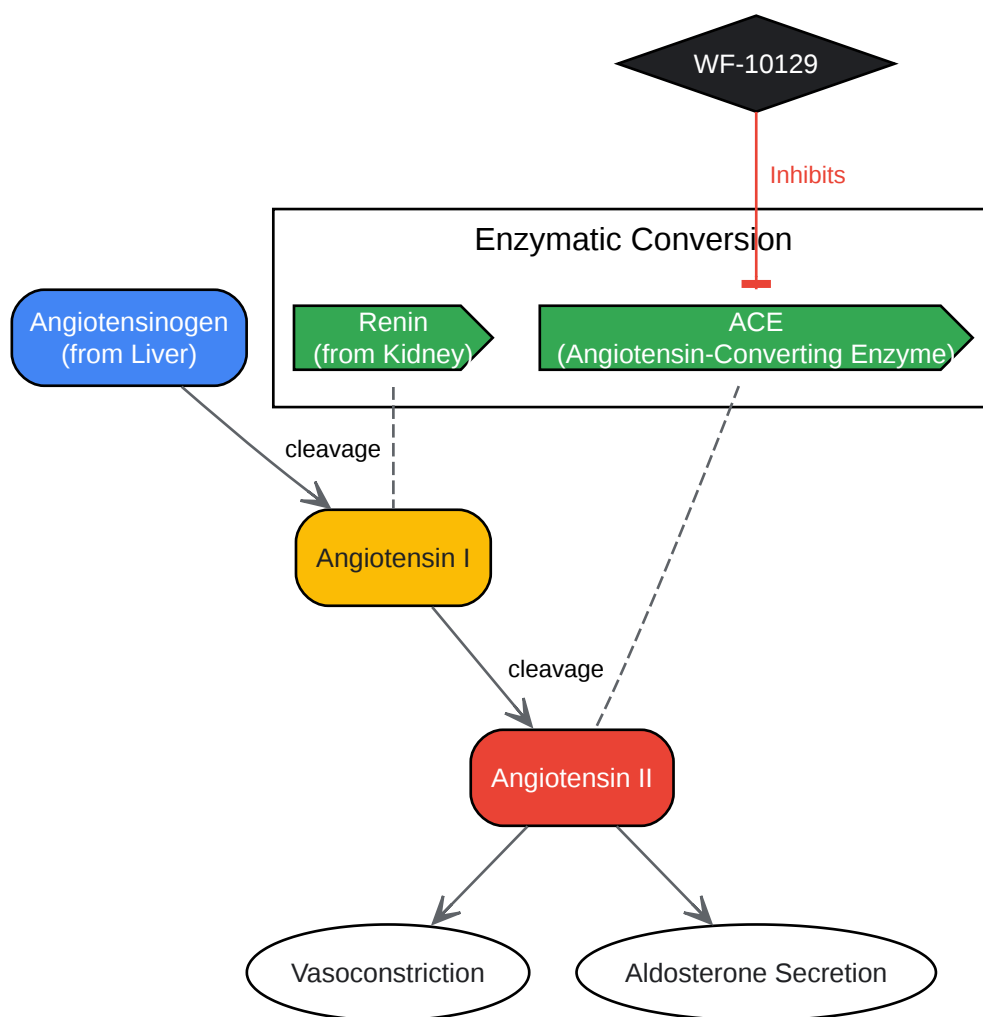 WF-10129
Inhibits
Enzymatic Conversion
Angiotensinogen
(from Liver)
Renin
(from Kidney)
ACE
(Angiotensin-Converting Enzyme)
cleavage
Angiotensin I
cleavage
Angiotensin II
Vasoconstriction
Aldosterone Secretion